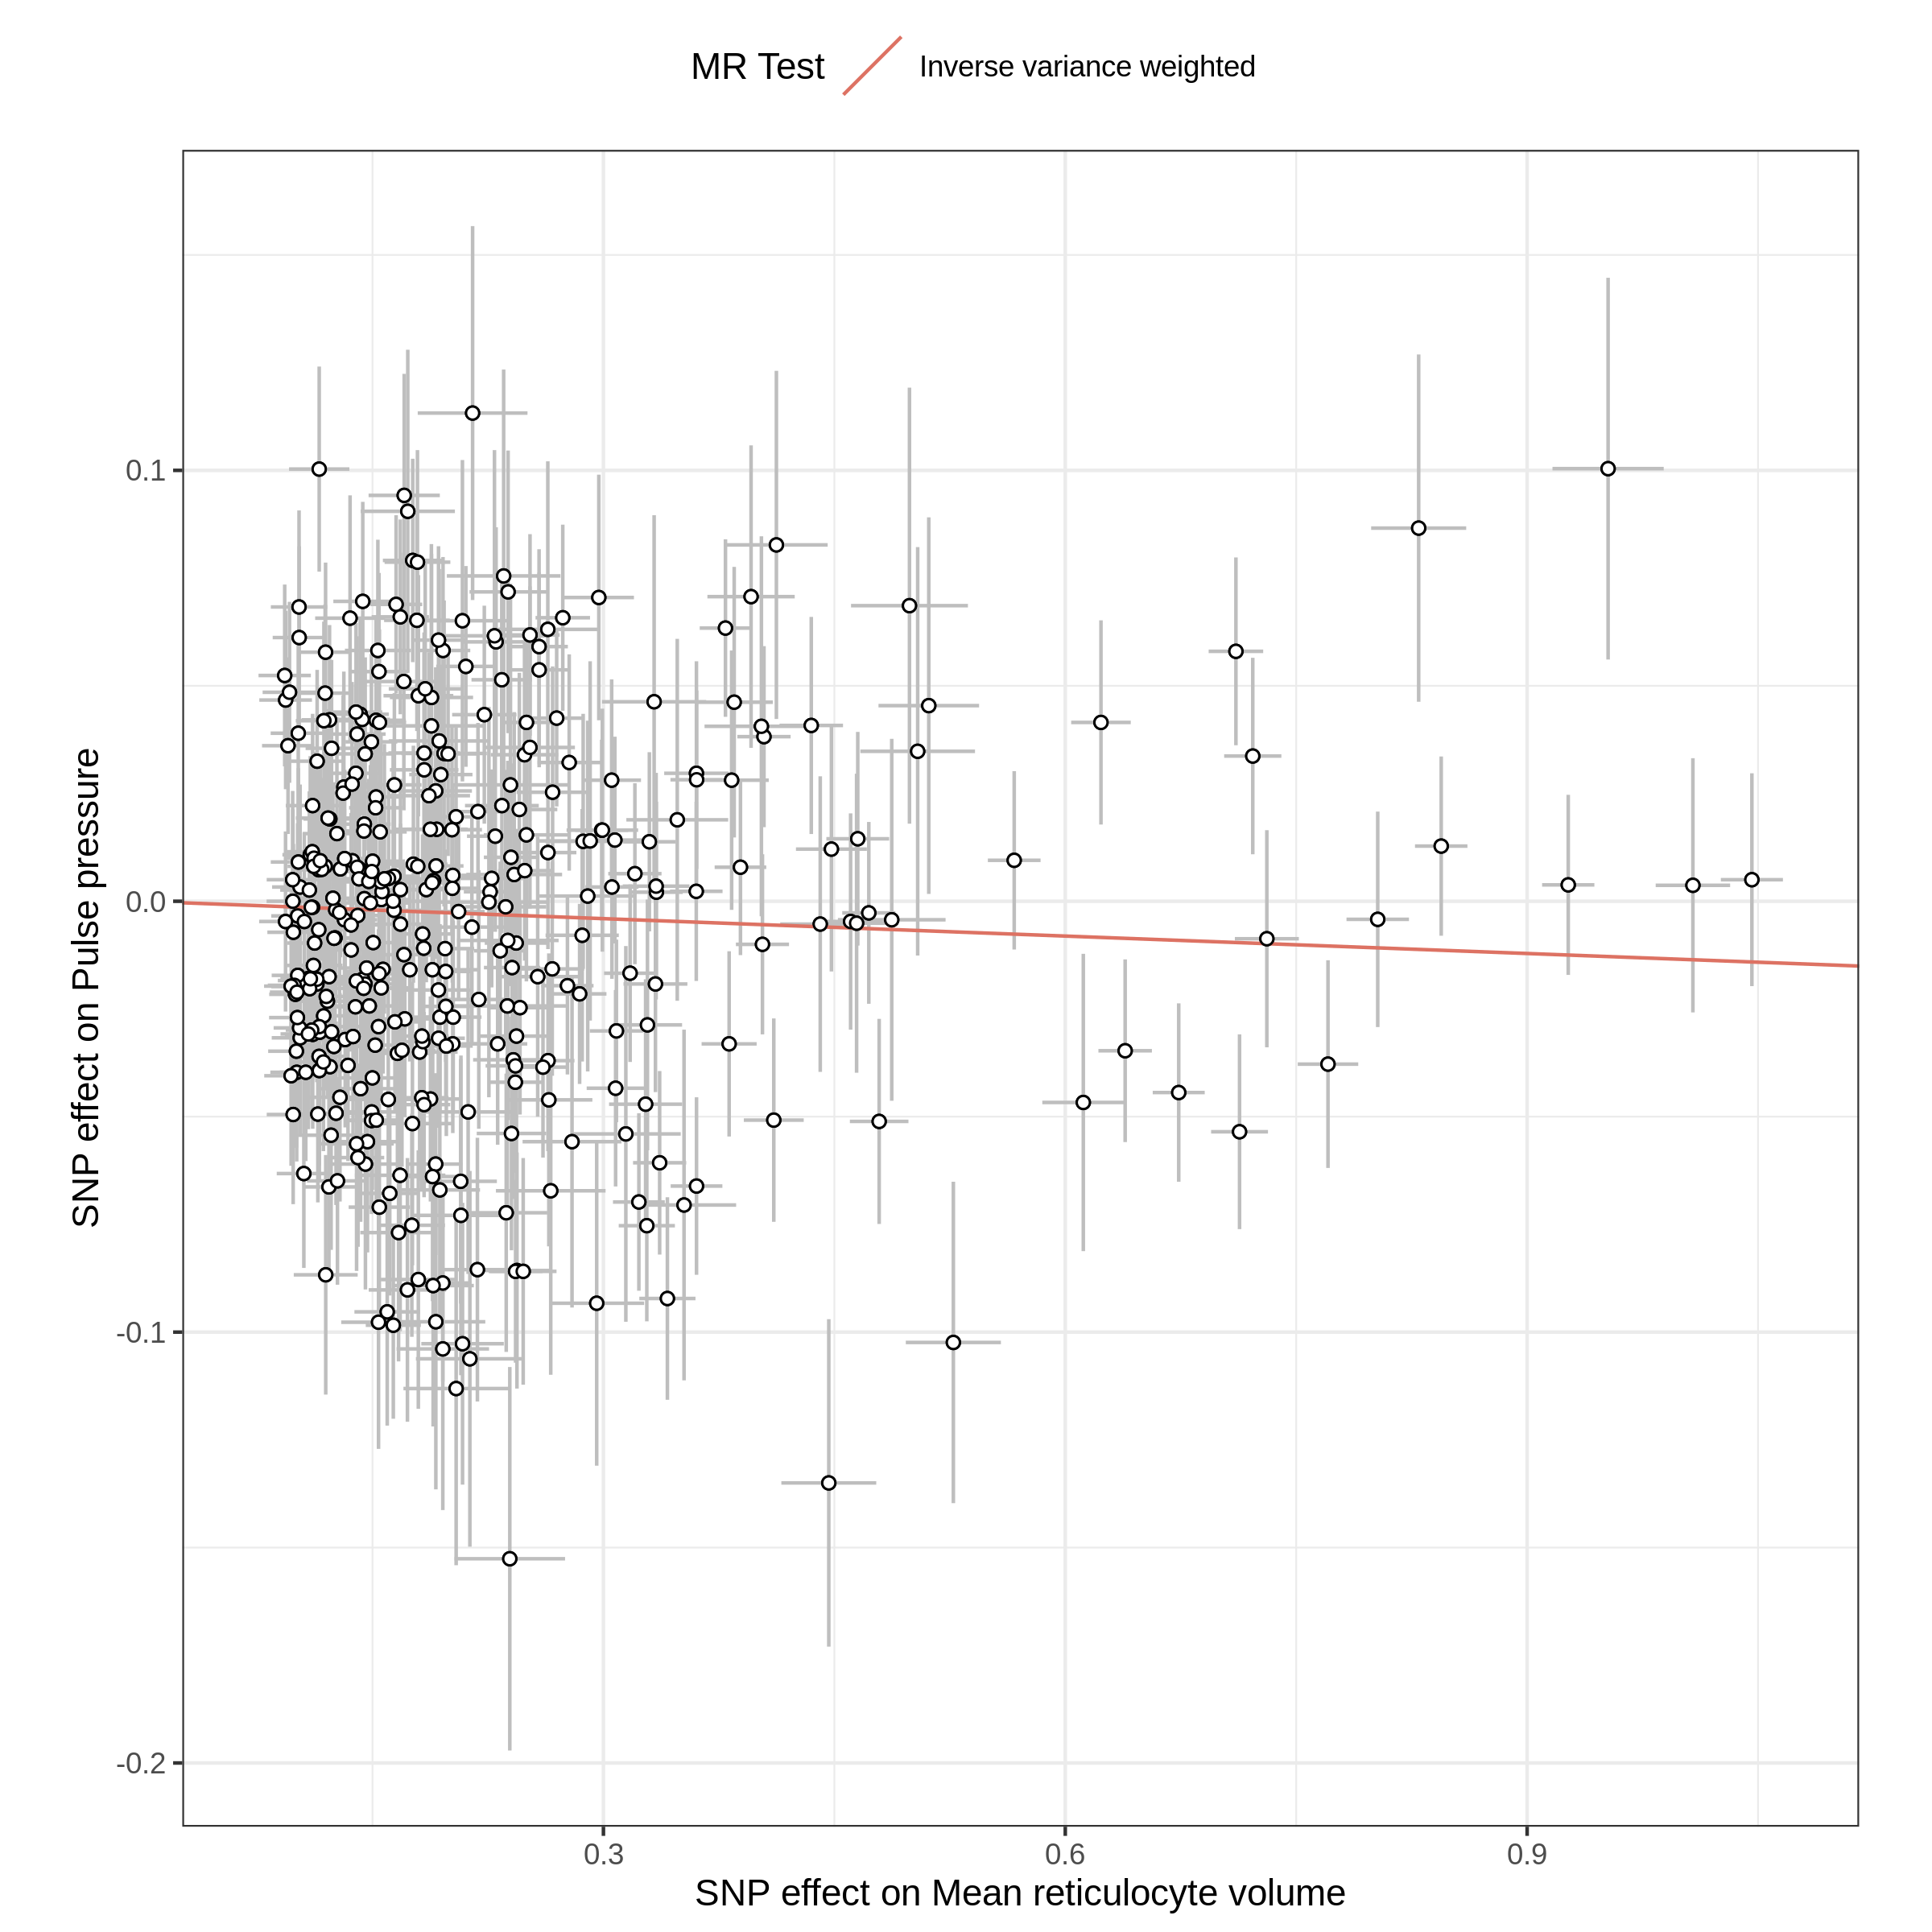 MR Test
Inverse variance weighted
SNP effect on Pulse pressure
0.1
0.0
-0.1
-0.2
0.3
0.6
0.9
SNP effect on Mean reticulocyte volume